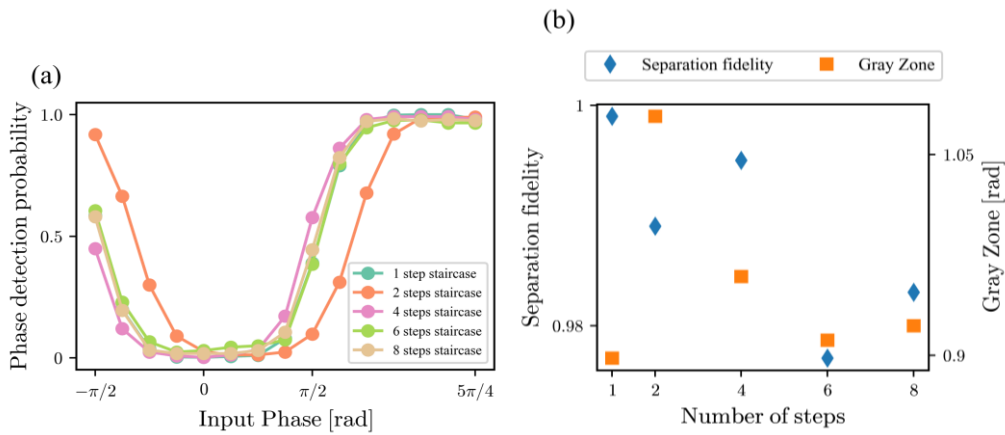 (a)
Phase detection probability
1.0
0.5
0
−π/2
0
π/2
5π/4
Input Phase [rad]
1 step staircase
2 steps staircase
4 steps staircase
6 steps staircase
8 steps staircase
(b)
Separation fidelity
Gray Zone
Separation fidelity
1
0.98
1
2
4
6
8
Number of steps
1.05
0.9
Gray Zone [rad]